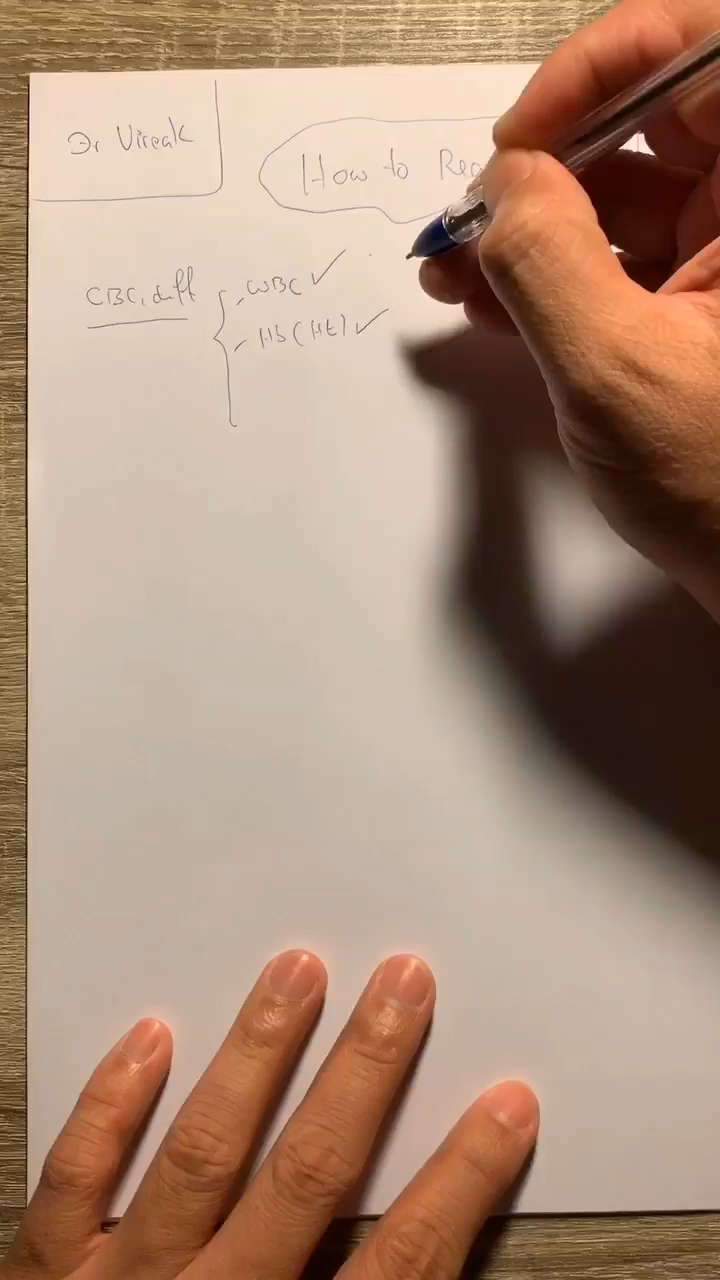 Dr Vireak
How to Rea
CBC, diff
- WBC ✓
- Hb (Ht) ✓